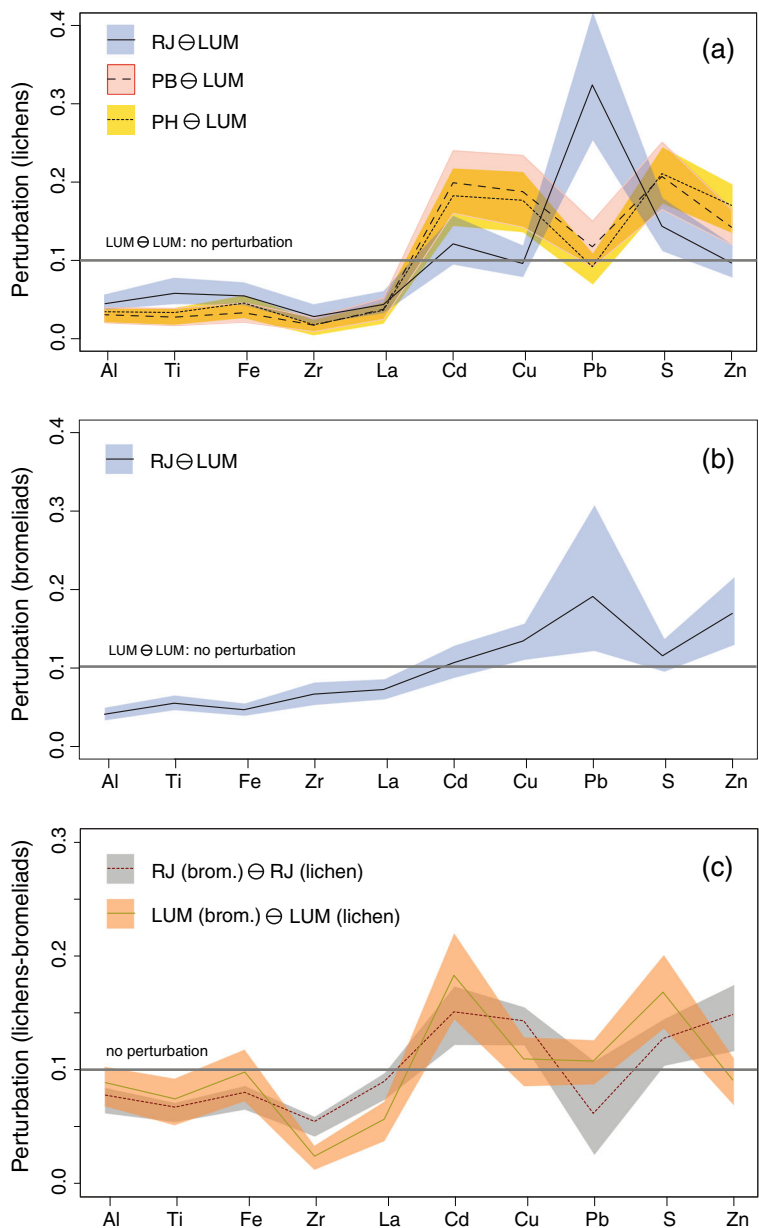 (a)
RJ⊖LUM
PB⊖LUM
PH⊖LUM
LUM⊖LUM: no perturbation
Perturbation (lichens)
0.4
0.3
0.2
0.1
0.0
Al Ti Fe Zr La Cd Cu Pb S Zn
(b)
RJ⊖LUM
LUM⊖LUM: no perturbation
Perturbation (bromeliads)
0.4
0.3
0.2
0.1
0.0
Al Ti Fe Zr La Cd Cu Pb S Zn
(c)
RJ (brom.) ⊖ RJ (lichen)
LUM (brom.) ⊖ LUM (lichen)
no perturbation
Perturbation (lichens-bromeliads)
0.3
0.2
0.1
0.0
Al Ti Fe Zr La Cd Cu Pb S Zn